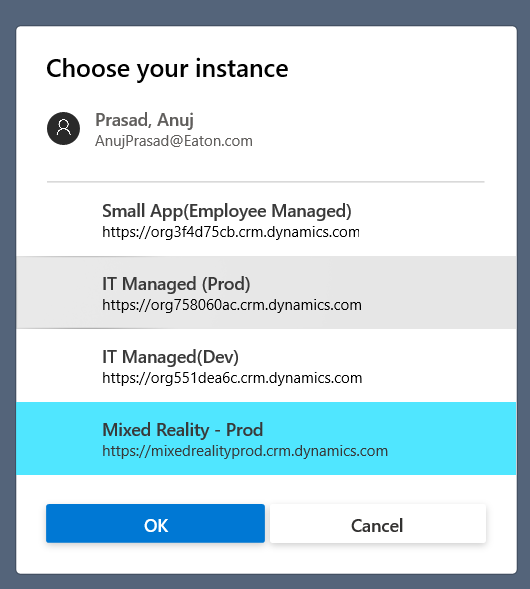 Choose your instance
Prasad, Anuj
AnujPrasad@Eaton.com
Small App(Employee Managed)
https://org3f4d75cb.crm.dynamics.com
IT Managed (Prod)
https://org758060ac.crm.dynamics.com
IT Managed(Dev)
https://org551dea6c.crm.dynamics.com
Mixed Reality - Prod
https://mixedrealityprod.crm.dynamics.com
OK
Cancel